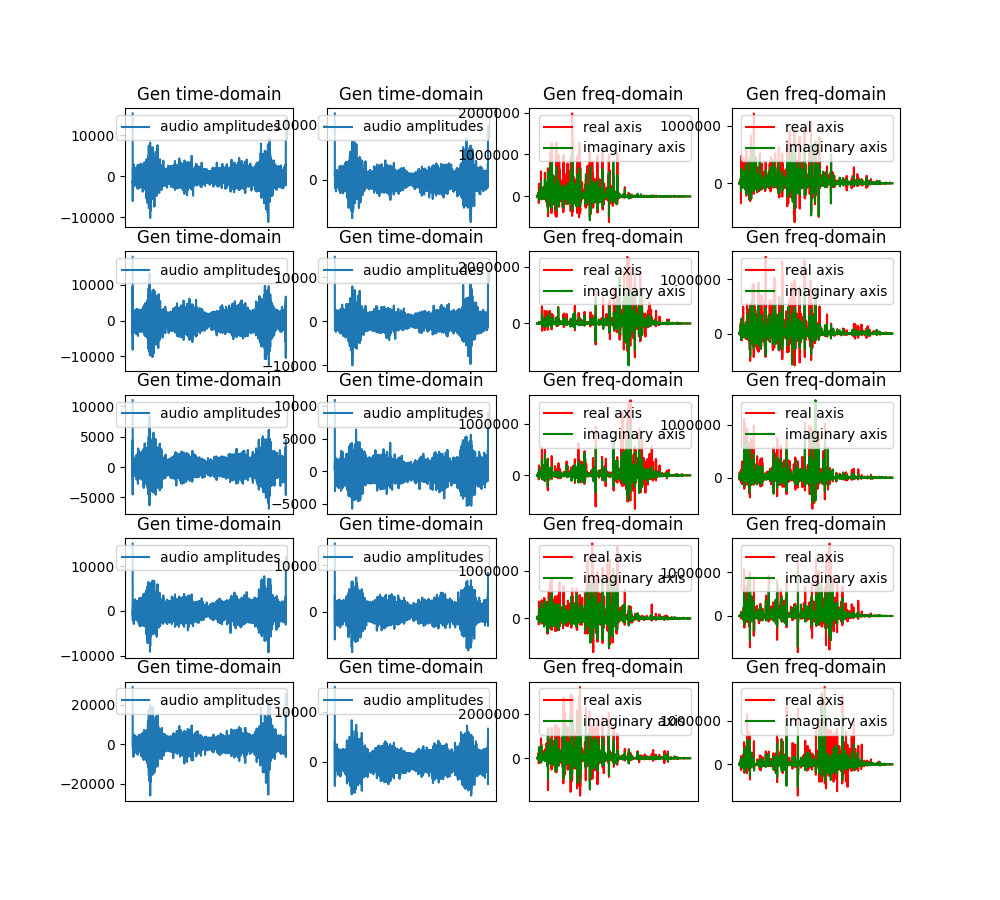 Gen time-domain Gen time-domain Gen freq-domain Gen freq-domain
10000 audio amplitudes 10000 audio amplitudes 2000000 real axis 1000000 real axis
1000000 imaginary axis imaginary axis
0 0 0 0
−10000
Gen time-domain Gen time-domain Gen freq-domain Gen freq-domain
10000 audio amplitudes 10000 audio amplitudes 2000000 real axis 1000000 real axis
imaginary axis imaginary axis
0 0 0 0
−10000 −10000
Gen time-domain Gen time-domain Gen freq-domain Gen freq-domain
10000 audio amplitudes 10000 audio amplitudes 1000000 real axis 1000000 real axis
5000 5000 imaginary axis imaginary axis
0 0 0 0
−5000 −5000
Gen time-domain Gen time-domain Gen freq-domain Gen freq-domain
10000 audio amplitudes 10000 audio amplitudes 1000000 real axis 1000000 real axis
imaginary axis imaginary axis
0 0 0 0
−10000
Gen time-domain Gen time-domain Gen freq-domain Gen freq-domain
20000 audio amplitudes 10000 audio amplitudes 2000000 real axis 1000000 real axis
imaginary axis imaginary axis
0 0 0 0
−20000